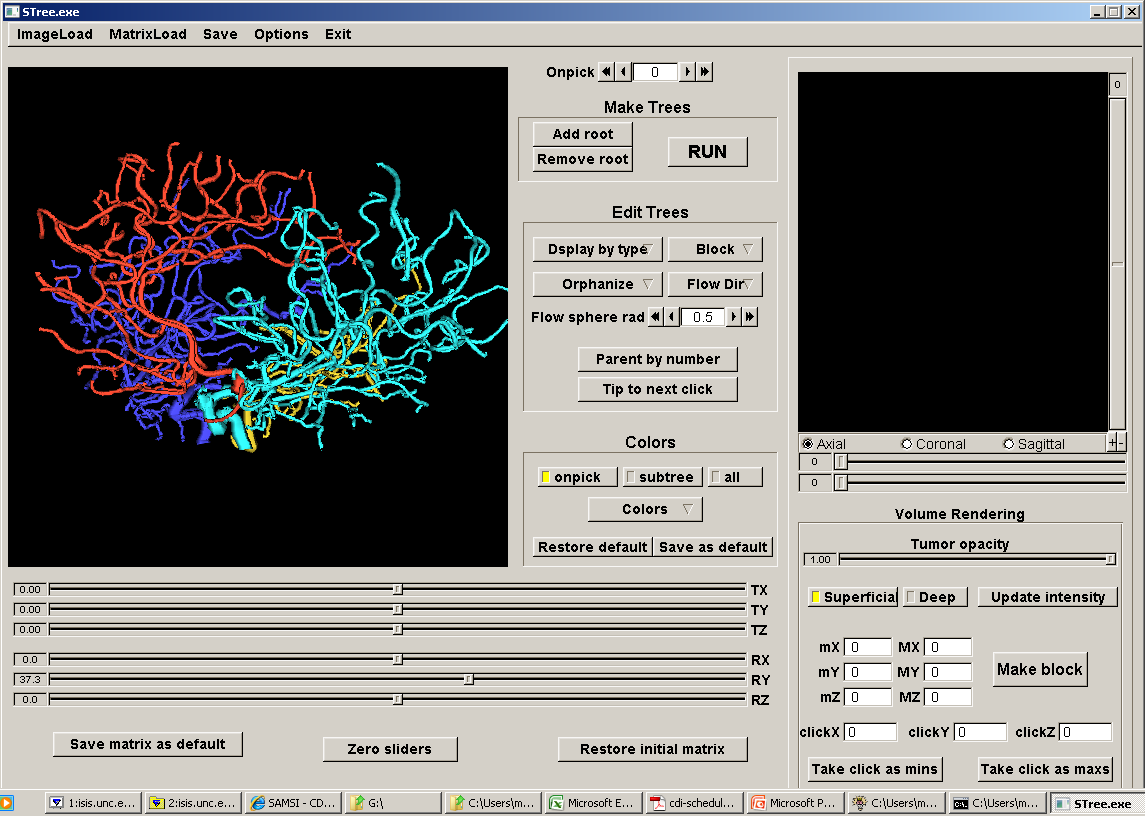 STree.exe
ImageLoad MatrixLoad Save Options Exit
Onpick 0
Make Trees
Add root
Remove root
RUN
Edit Trees
Dsplay by type Block
Orphanize Flow Dir
Flow sphere rad 0.5
Parent by number
Tip to next click
Colors
onpick subtree all
Colors
Restore default Save as default
0
Axial Coronal Sagittal +-
0
0
Volume Rendering
Tumor opacity
1.00
Superficial Deep Update intensity
mX 0 MX 0
mY 0 MY 0
mZ 0 MZ 0
Make block
clickX 0 clickY 0 clickZ 0
Take click as mins Take click as maxs
0.00 TX
0.00 TY
0.00 TZ
0.0 RX
37.3 RY
0.0 RZ
Save matrix as default Zero sliders Restore initial matrix
1:isis.unc.e... 2:isis.unc.e... SAMSI - CD... G:\ C:\Users\m... Microsoft E... cdi-schedul... Microsoft P... C:\Users\m... C:\Users\m... STree.exe